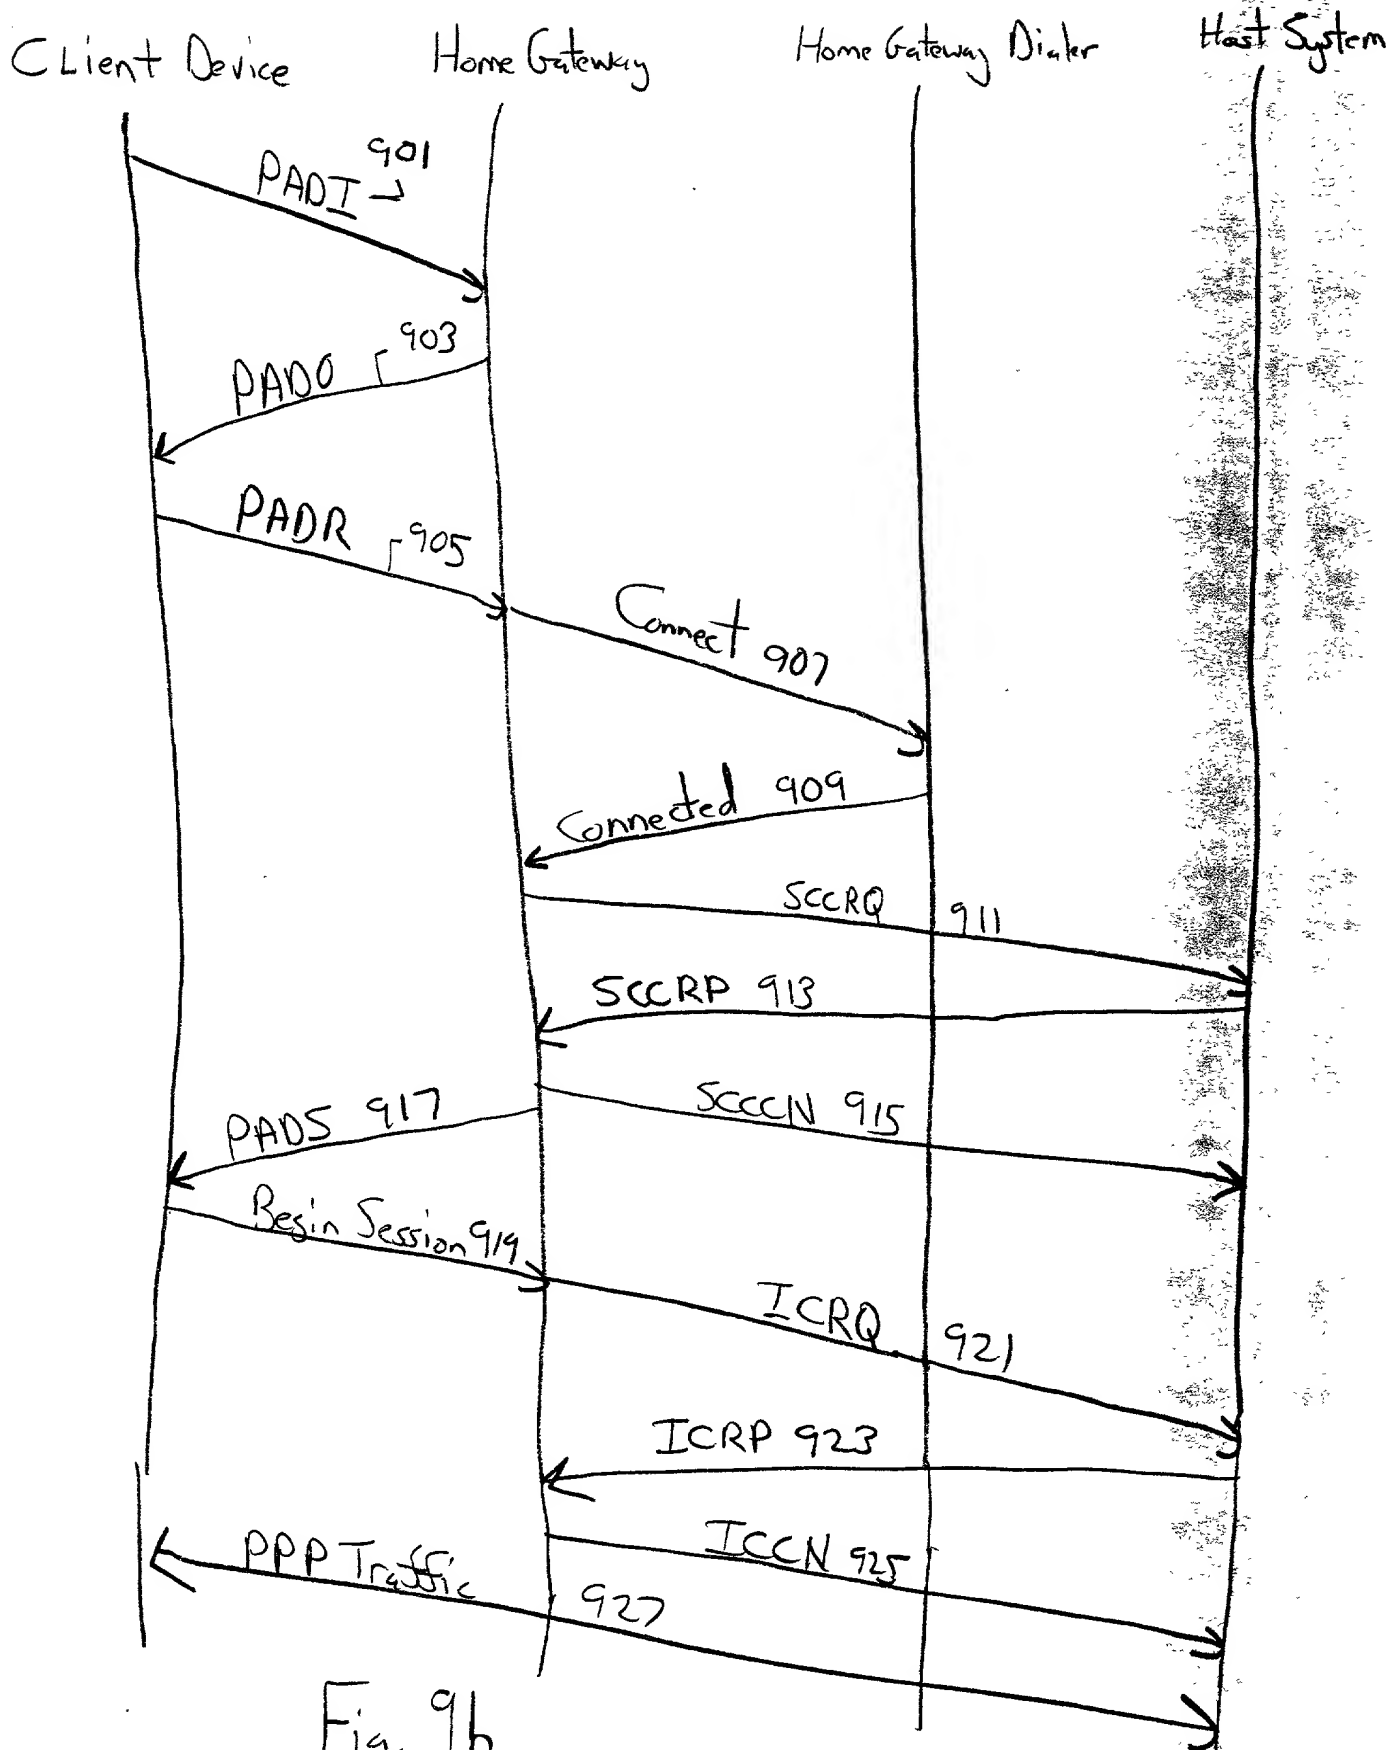 Client Device
Home Gateway
Home Gateway Dialer
Host System
901
PADI
903
PADO
PADR
905
Connect 907
Connected 909
SCCRQ 911
SCCRP 913
SCCCN 915
PADS 917
Begin Session 919
ICRQ 921
ICRP 923
ICCN 925
PPP Traffic 927
Fig. 9b